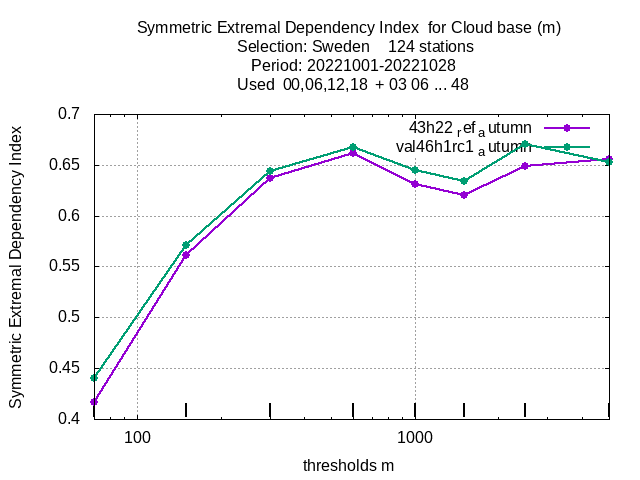 Symmetric Extremal Dependency Index  for Cloud base (m)
Selection: Sweden    124 stations
Period: 20221001-20221028
Used  00,06,12,18  + 03 06 ... 48
43h22 ref autumn
val46h1rc1 autumn
0.7
0.65
0.6
0.55
0.5
0.45
0.4
Symmetric Extremal Dependency Index
100
1000
thresholds m